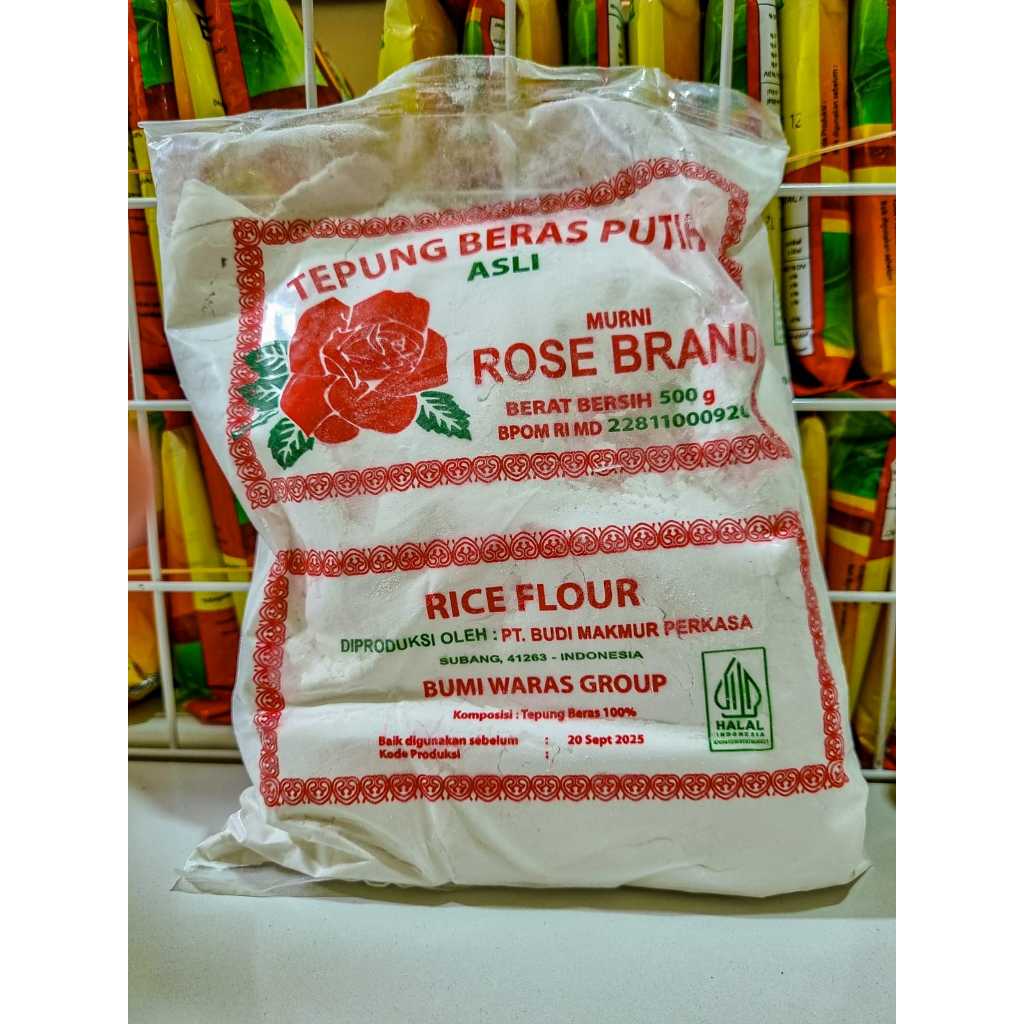 TEPUNG BERAS PUTIH
ASLI
MURNI
ROSE BRAND
BERAT BERSIH 500 g
BPOM RI MD
RICE FLOUR
DIPRODUKSI OLEH : PT. BUDI MAKMUR PERKASA
SUBANG, 41263 - INDONESIA
BUMI WARAS GROUP
Komposisi : Tepung Beras 100%
HALAL
INDONESIA
Baik digunakan sebelum : 20 Sept 2025
Kode Produksi :